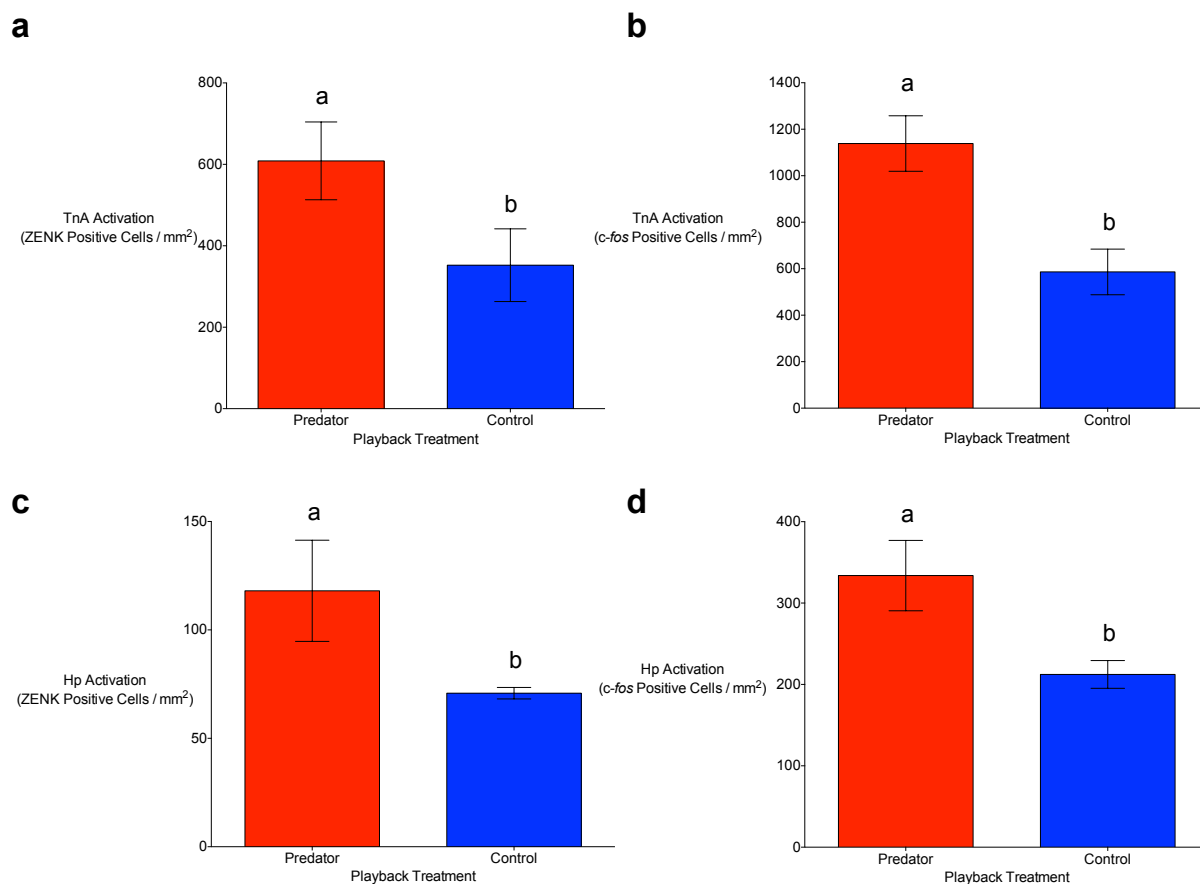 a
800
600
400
200
0
a
b
TnA Activation
(ZENK Positive Cells / mm²)
Predator
Control
Playback Treatment
b
1400
1200
1000
800
600
400
200
0
a
b
TnA Activation
(c-fos Positive Cells / mm²)
Predator
Control
Playback Treatment
c
150
100
50
0
a
b
Hp Activation
(ZENK Positive Cells / mm²)
Predator
Control
Playback Treatment
d
400
300
200
100
0
a
b
Hp Activation
(c-fos Positive Cells / mm²)
Predator
Control
Playback Treatment